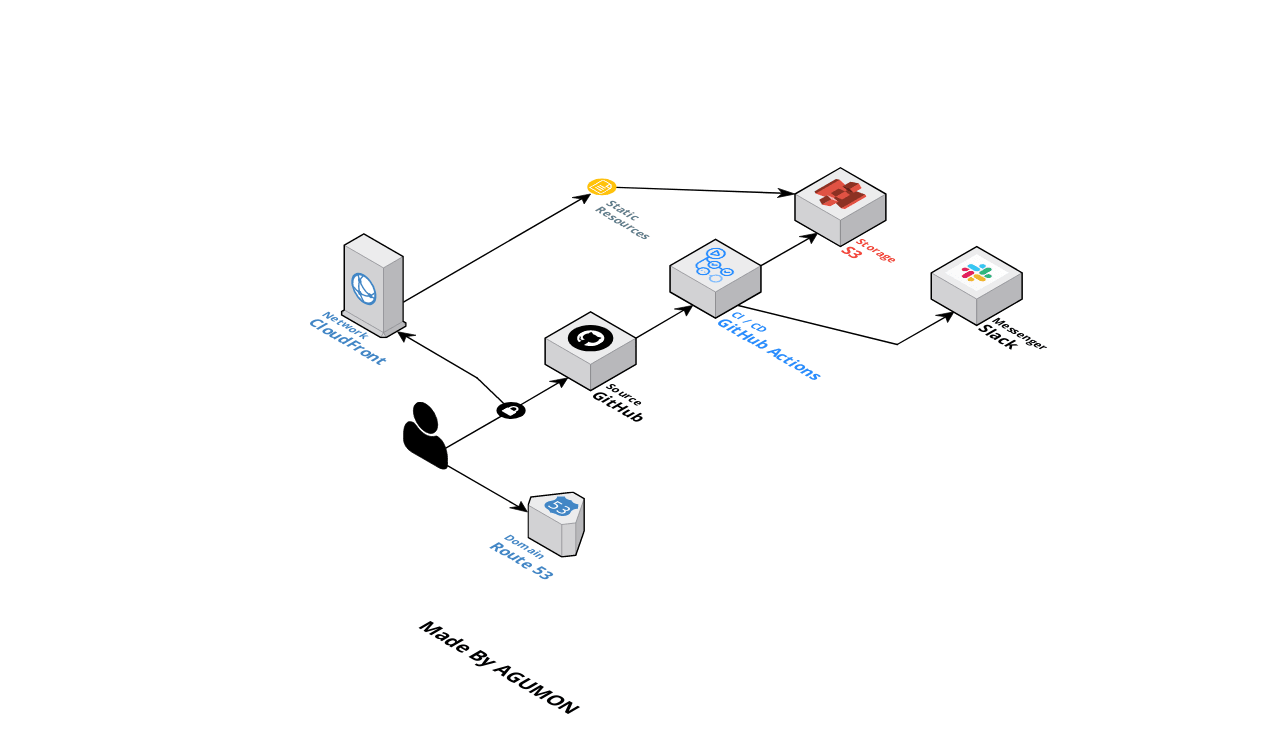 Static
Resources
Storage
S3
Network
CloudFront
CI / CD
GitHub Actions
Messenger
Slack
Source
GitHub
53
Domain
Route 53
Made By AGUMON